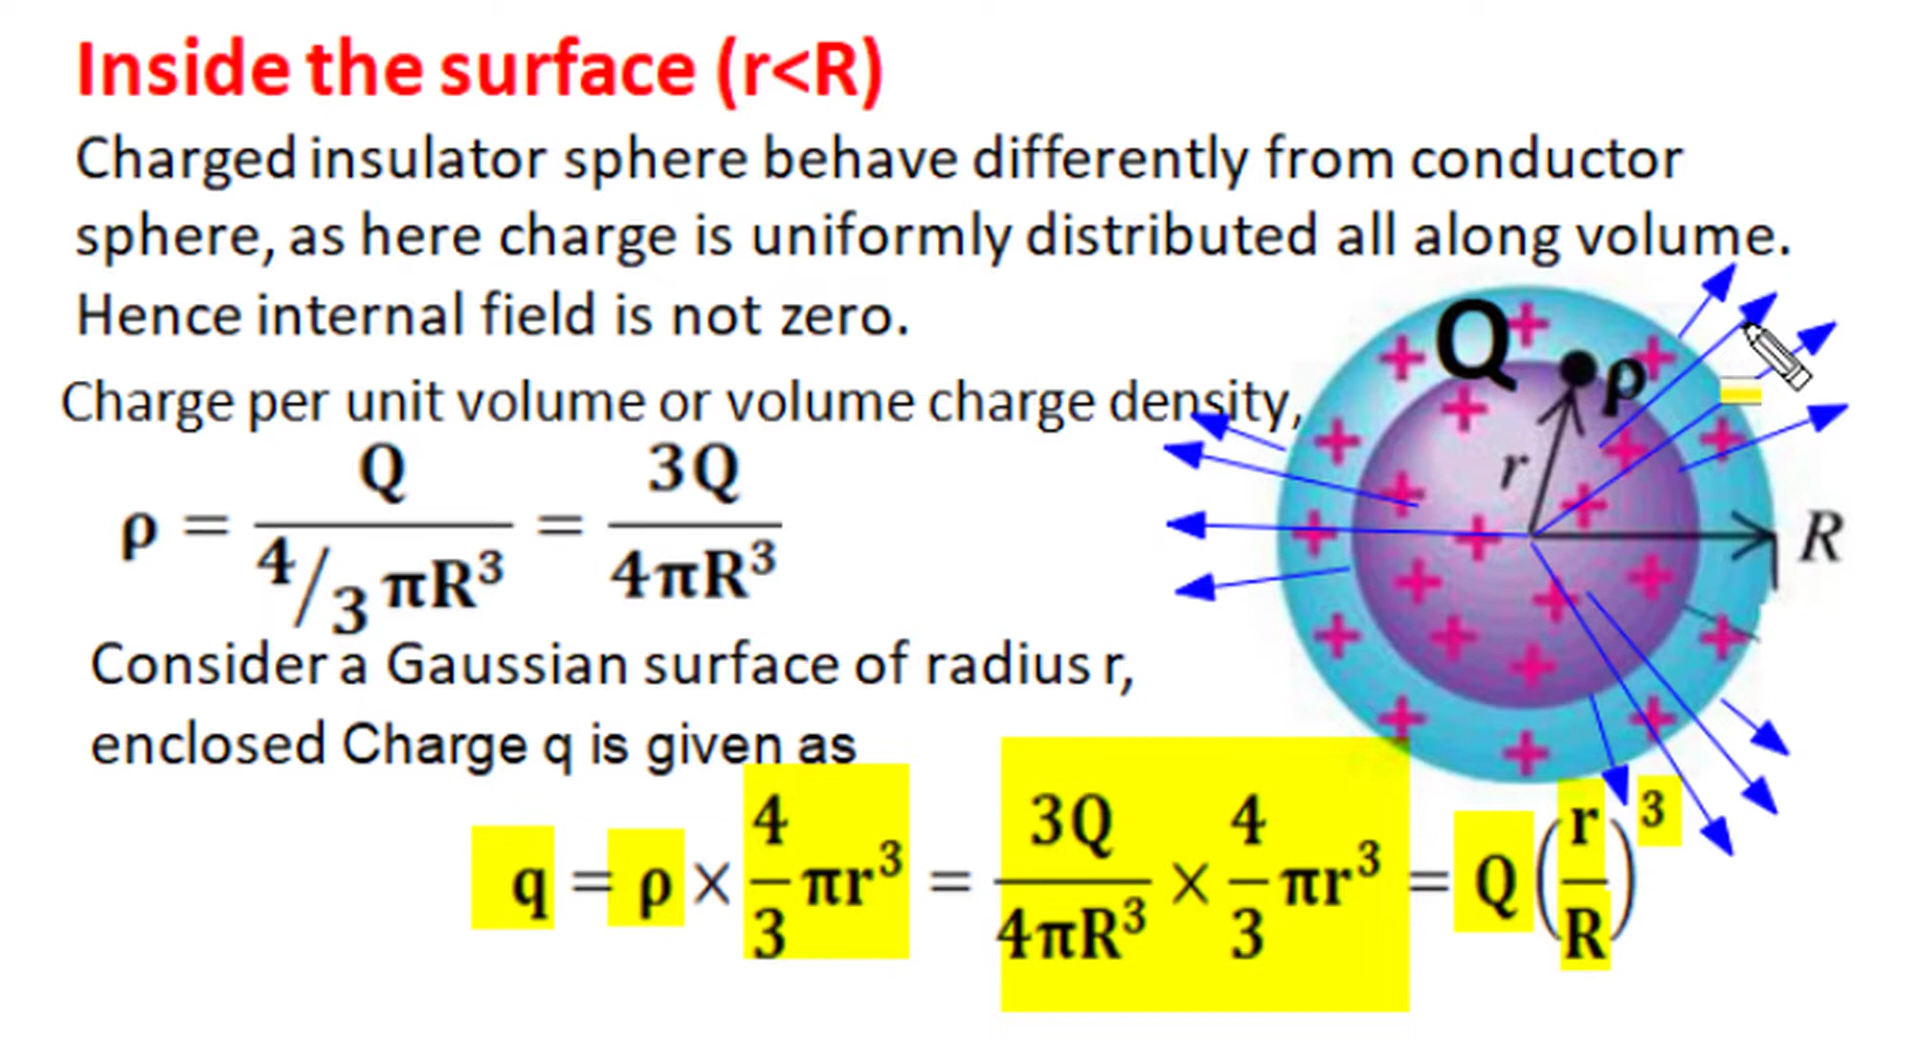 Inside the surface (r<R)
Charged insulator sphere behave differently from conductor
sphere, as here charge is uniformly distributed all along volume.
Hence internal field is not zero.
Charge per unit volume or volume charge density,
ρ = Q / 4/3 πR³ = 3Q / 4πR³
Consider a Gaussian surface of radius r,
enclosed Charge q is given as
q = ρ × 4/3 πr³ = 3Q/4πR³ × 4/3 πr³ = Q(r/R)³
Q
ρ
r
R